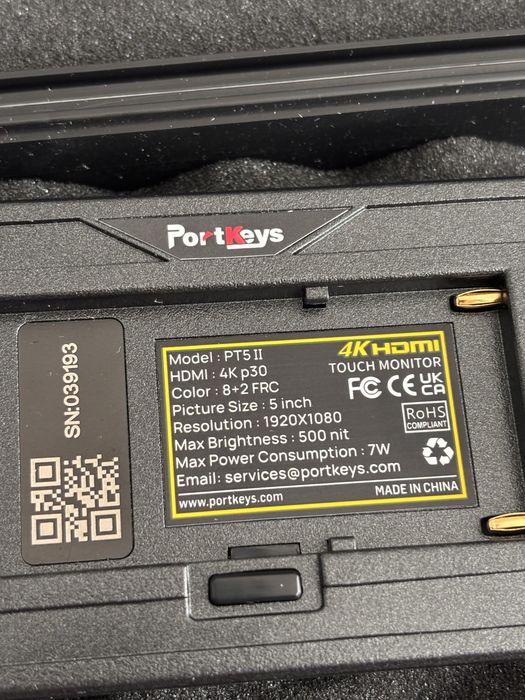 PortKeys
SN:039193
4K HDMI
TOUCH MONITOR
Model : PT5 II
HDMI : 4K p30
Color : 8+2 FRC
Picture Size : 5 inch
Resolution : 1920X1080
Max Brightness : 500 nit
Max Power Consumption : 7W
Email: services@portkeys.com
www.portkeys.com
FC CE UK
CA
RoHS
COMPLIANT
MADE IN CHINA